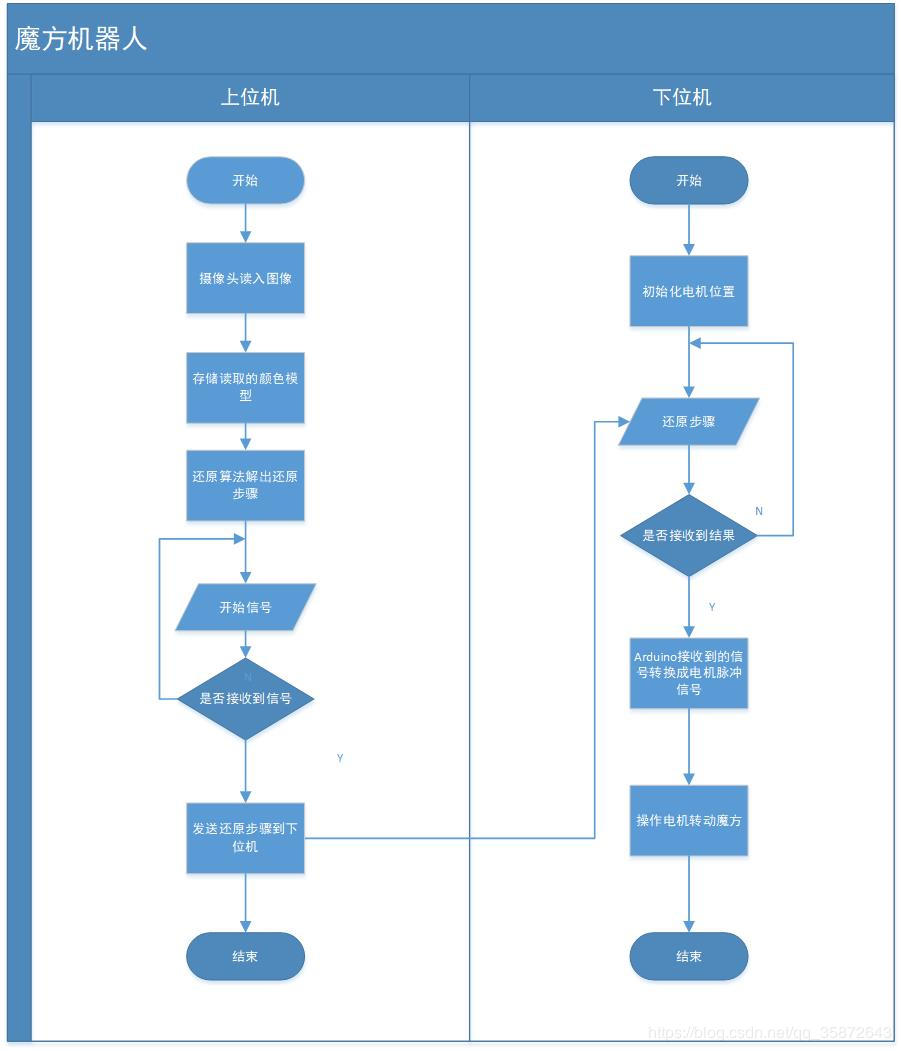 魔方机器人
上位机
下位机
开始
摄像头读入图像
存储读取的颜色模
型
还原算法解出还原
步骤
开始信号
N
是否接收到信号
Y
发送还原步骤到下
位机
结束
开始
初始化电机位置
还原步骤
N
是否接收到结果
Y
Arduino接收到的信
号转换成电机脉冲
信号
操作电机转动魔方
结束
https://blog.csdn.net/qq_35872643